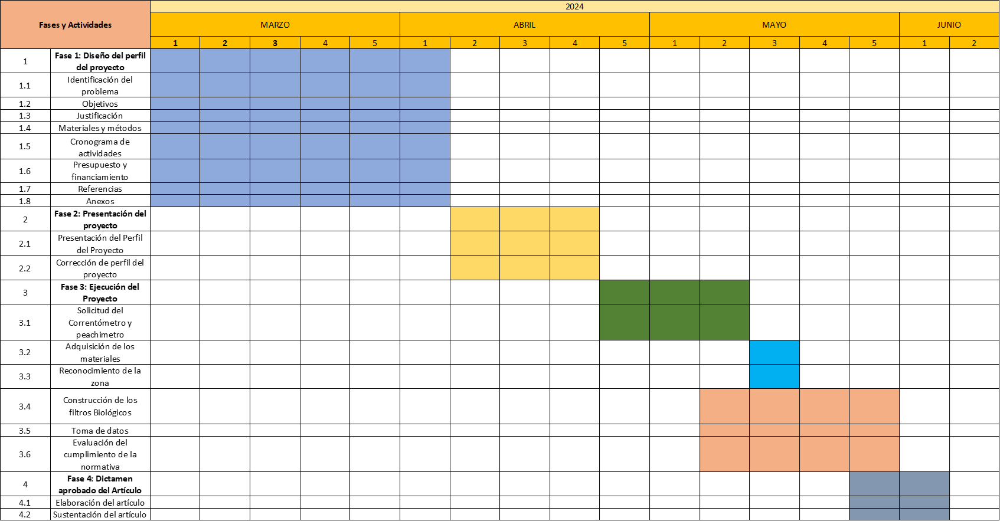 2024
Fases y Actividades
MARZO ABRIL MAYO JUNIO
1 2 3 4 5 1 2 3 4 5 1 2 3 4 5 1 2
1 Fase 1: Diseño del perfil
del proyecto
1.1 Identificación del
problema
1.2 Objetivos
1.3 Justificación
1.4 Materiales y métodos
1.5 Cronograma de
actividades
1.6 Presupuesto y
financiamiento
1.7 Referencias
1.8 Anexos
2 Fase 2: Presentación del
proyecto
2.1 Presentación del Perfil
del Proyecto
2.2 Corrección de perfil del
proyecto
3 Fase 3: Ejecución del
Proyecto
3.1 Solicitud del
Correntómetro y
peachimetro
3.2 Adquisición de los
materiales
3.3 Reconocimiento de la
zona
3.4 Construcción de los
filtros Biológicos
3.5 Toma de datos
3.6 Evaluación del
cumplimiento de la
normativa
4 Fase 4: Dictamen
aprobado del Artículo
4.1 Elaboración del artículo
4.2 Sustentación del artículo